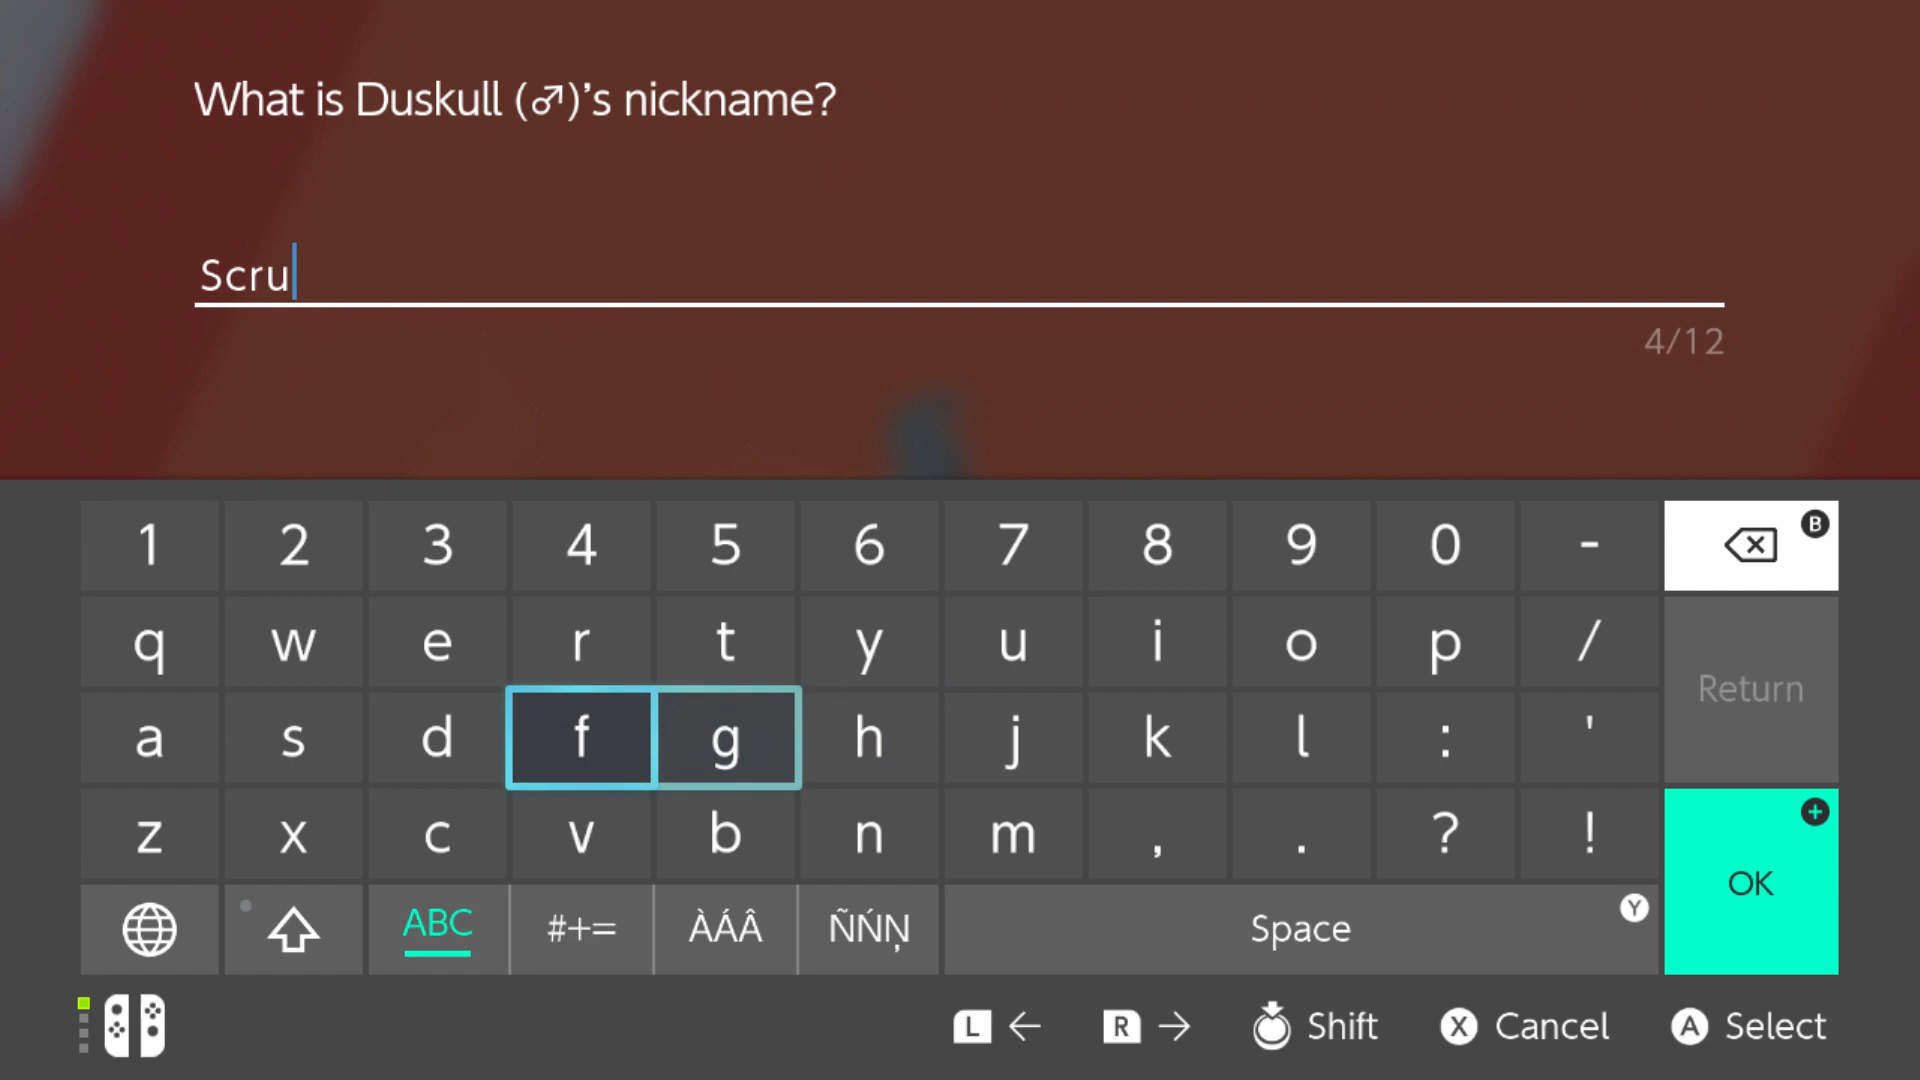 What is Duskull (♂)’s nickname?
Scru
4/12
1 2 3 4 5 6 7 8 9 0 - B
q w e r t y u i o p /
Return
a s d f g h j k l : '
z x c v b n m , . ? ! +
OK
ABC #+= ÀÁÂ ÑŃŅ Space Y
L ← R → Shift X Cancel A Select